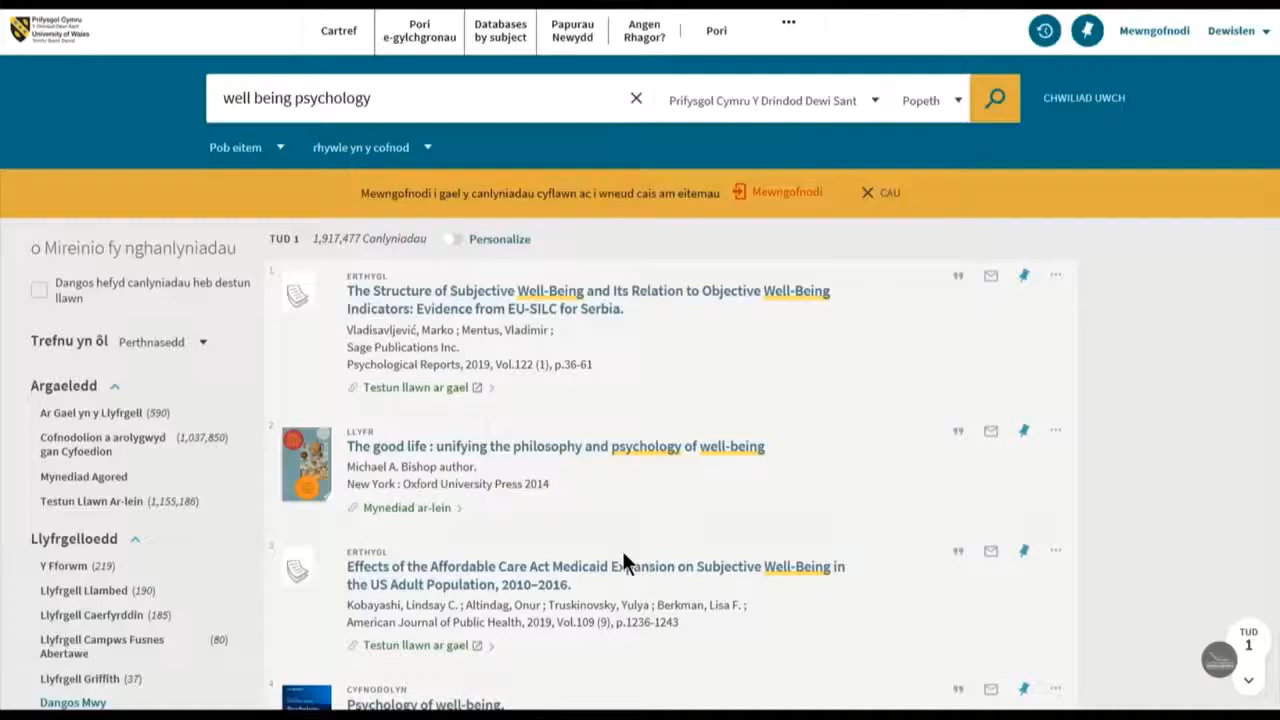 Prifysgol Cymru
Y Drindod Dewi Sant
University of Wales
Trinity Saint David
Cartref
Pori
e-gylchgronau
Databases
by subject
Papurau
Newydd
Angen
Rhagor?
Pori
Mewngofnodi
Dewislen
well being psychology
Prifysgol Cymru Y Drindod Dewi Sant
Popeth
CHWILIAD UWCH
Pob eitem
rhywle yn y cofnod
Mewngofnodi i gael y canlyniadau cyflawn ac i wneud cais am eitemau
Mewngofnodi
CAU
o Mireinio fy nghanlyniadau
Dangos hefyd canlyniadau heb destun
llawn
Trefnu yn ôl Perthnasedd
Argaeledd
Ar Gael yn y Llyfrgell (590)
Cofnodolion a arolygwyd (1,037,850)
gan Cyfoedion
Mynediad Agored
Testun Llawn Ar-lein (1,155,186)
Llyfrgelloedd
Y Fforwm (219)
Llyfrgell Llambed (190)
Llyfrgell Caerfyrddin (185)
Llyfrgell Campws Fusnes (80)
Abertawe
Llyfrgell Griffith (37)
Dangos Mwy
TUD 1 1,917,477 Canlyniadau Personalize
1
ERTHYGL
The Structure of Subjective Well-Being and Its Relation to Objective Well-Being
Indicators: Evidence from EU-SILC for Serbia.
Vladisavljević, Marko ; Mentus, Vladimir ;
Sage Publications Inc.
Psychological Reports, 2019, Vol.122 (1), p.36-61
Testun llawn ar gael
2
LLYFR
The good life : unifying the philosophy and psychology of well-being
Michael A. Bishop author.
New York : Oxford University Press 2014
Mynediad ar-lein
3
ERTHYGL
Effects of the Affordable Care Act Medicaid Expansion on Subjective Well-Being in
the US Adult Population, 2010–2016.
Kobayashi, Lindsay C. ; Altindag, Onur ; Truskinovsky, Yulya ; Berkman, Lisa F. ;
American Journal of Public Health, 2019, Vol.109 (9), p.1236-1243
Testun llawn ar gael
4
CYFNODOLYN
Psychology of well-being.
TUD
1